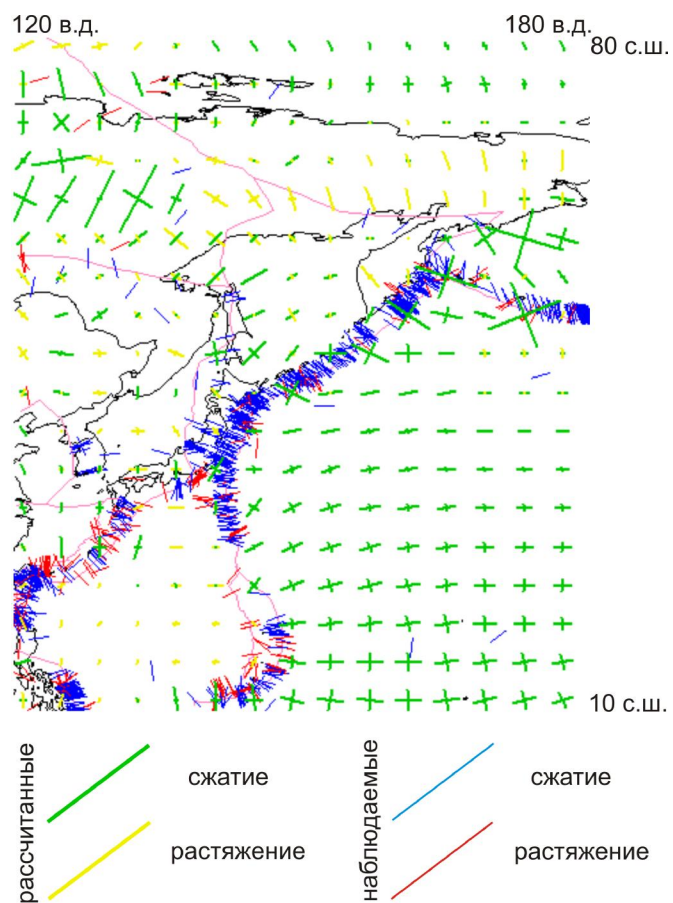 120 в.д.
180 в.д.
80 с.ш.
10 с.ш.
рассчитанные
сжатие
растяжение
наблюдаемые
сжатие
растяжение